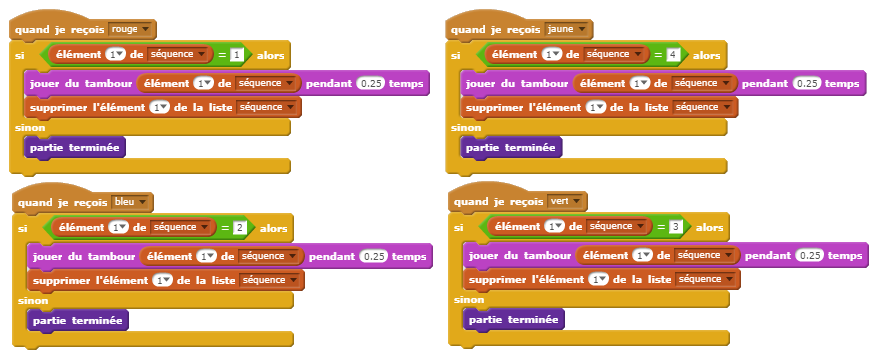 quand je reçois rouge
si élément 1 de séquence = 1 alors
jouer du tambour élément 1 de séquence pendant 0.25 temps
supprimer l'élément 1 de la liste séquence
sinon
partie terminée
quand je reçois jaune
si élément 1 de séquence = 4 alors
jouer du tambour élément 1 de séquence pendant 0.25 temps
supprimer l'élément 1 de la liste séquence
sinon
partie terminée
quand je reçois bleu
si élément 1 de séquence = 2 alors
jouer du tambour élément 1 de séquence pendant 0.25 temps
supprimer l'élément 1 de la liste séquence
sinon
partie terminée
quand je reçois vert
si élément 1 de séquence = 3 alors
jouer du tambour élément 1 de séquence pendant 0.25 temps
supprimer l'élément 1 de la liste séquence
sinon
partie terminée